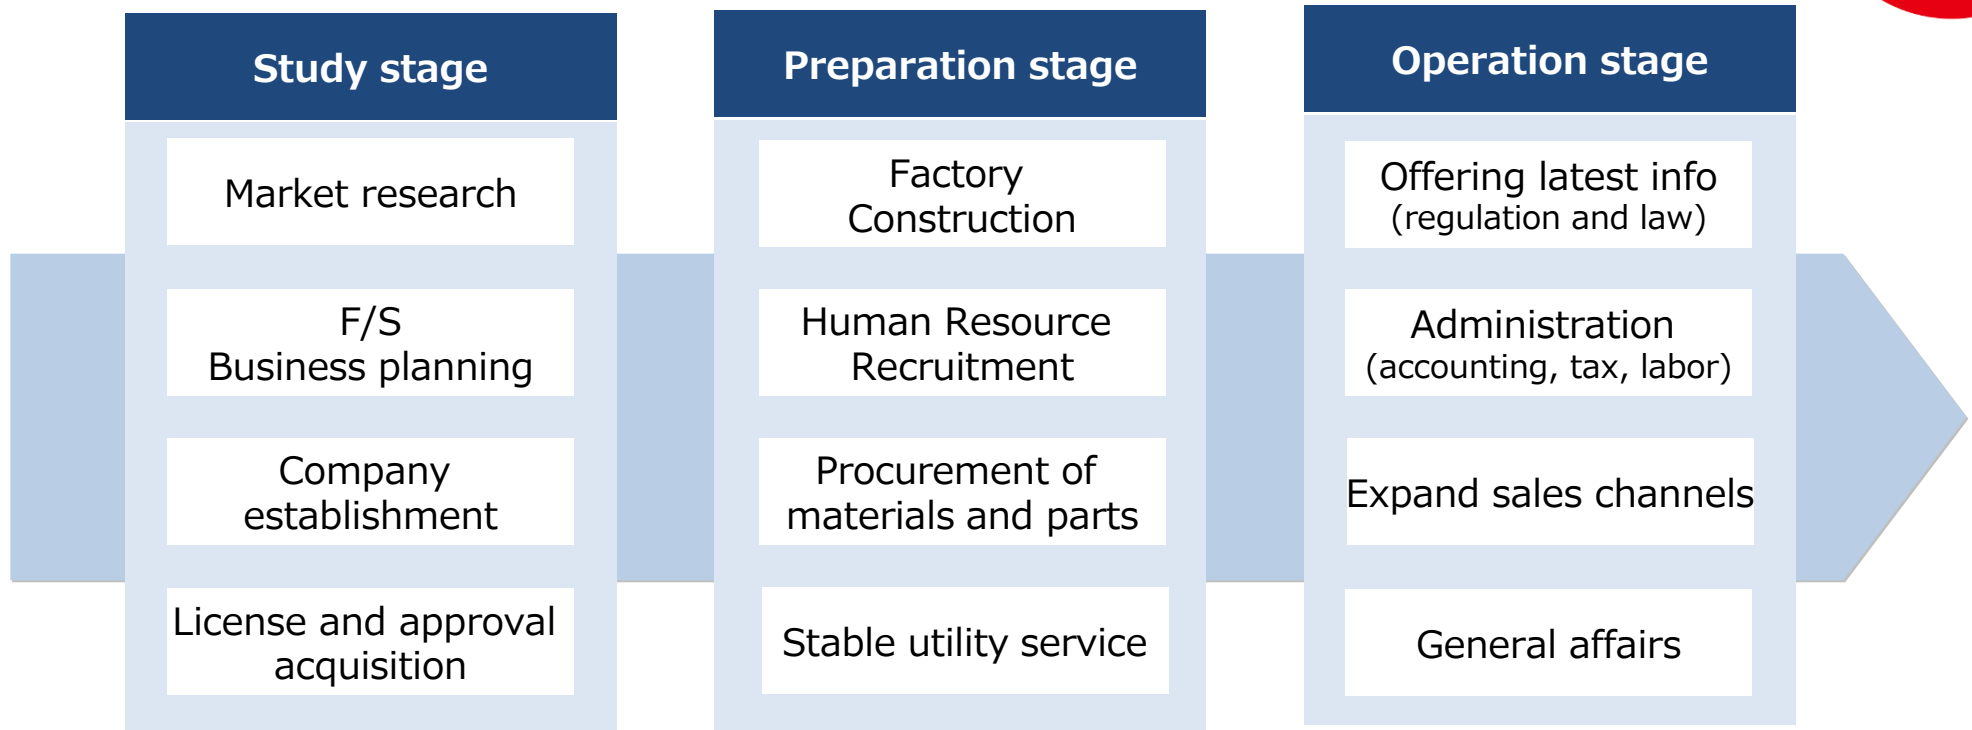 Study stage
Market research
F/S
Business planning
Company
establishment
License and approval
acquisition
Preparation stage
Factory
Construction
Human Resource
Recruitment
Procurement of
materials and parts
Stable utility service
Operation stage
Offering latest info
(regulation and law)
Administration
(accounting, tax, labor)
Expand sales channels
General affairs